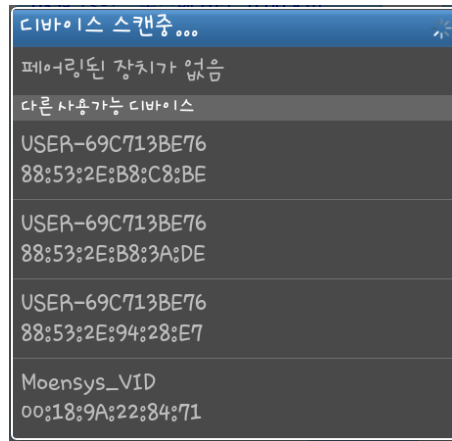 디바이스 스캔중...
페어링된 장치가 없음
다른 사용가능 디바이스
USER-69C713BE76
88:53:2E:B8:C8:BE
USER-69C713BE76
88:53:2E:B8:3A:DE
USER-69C713BE76
88:53:2E:94:28:E7
Moensys_VID
00:18:9A:22:84:71